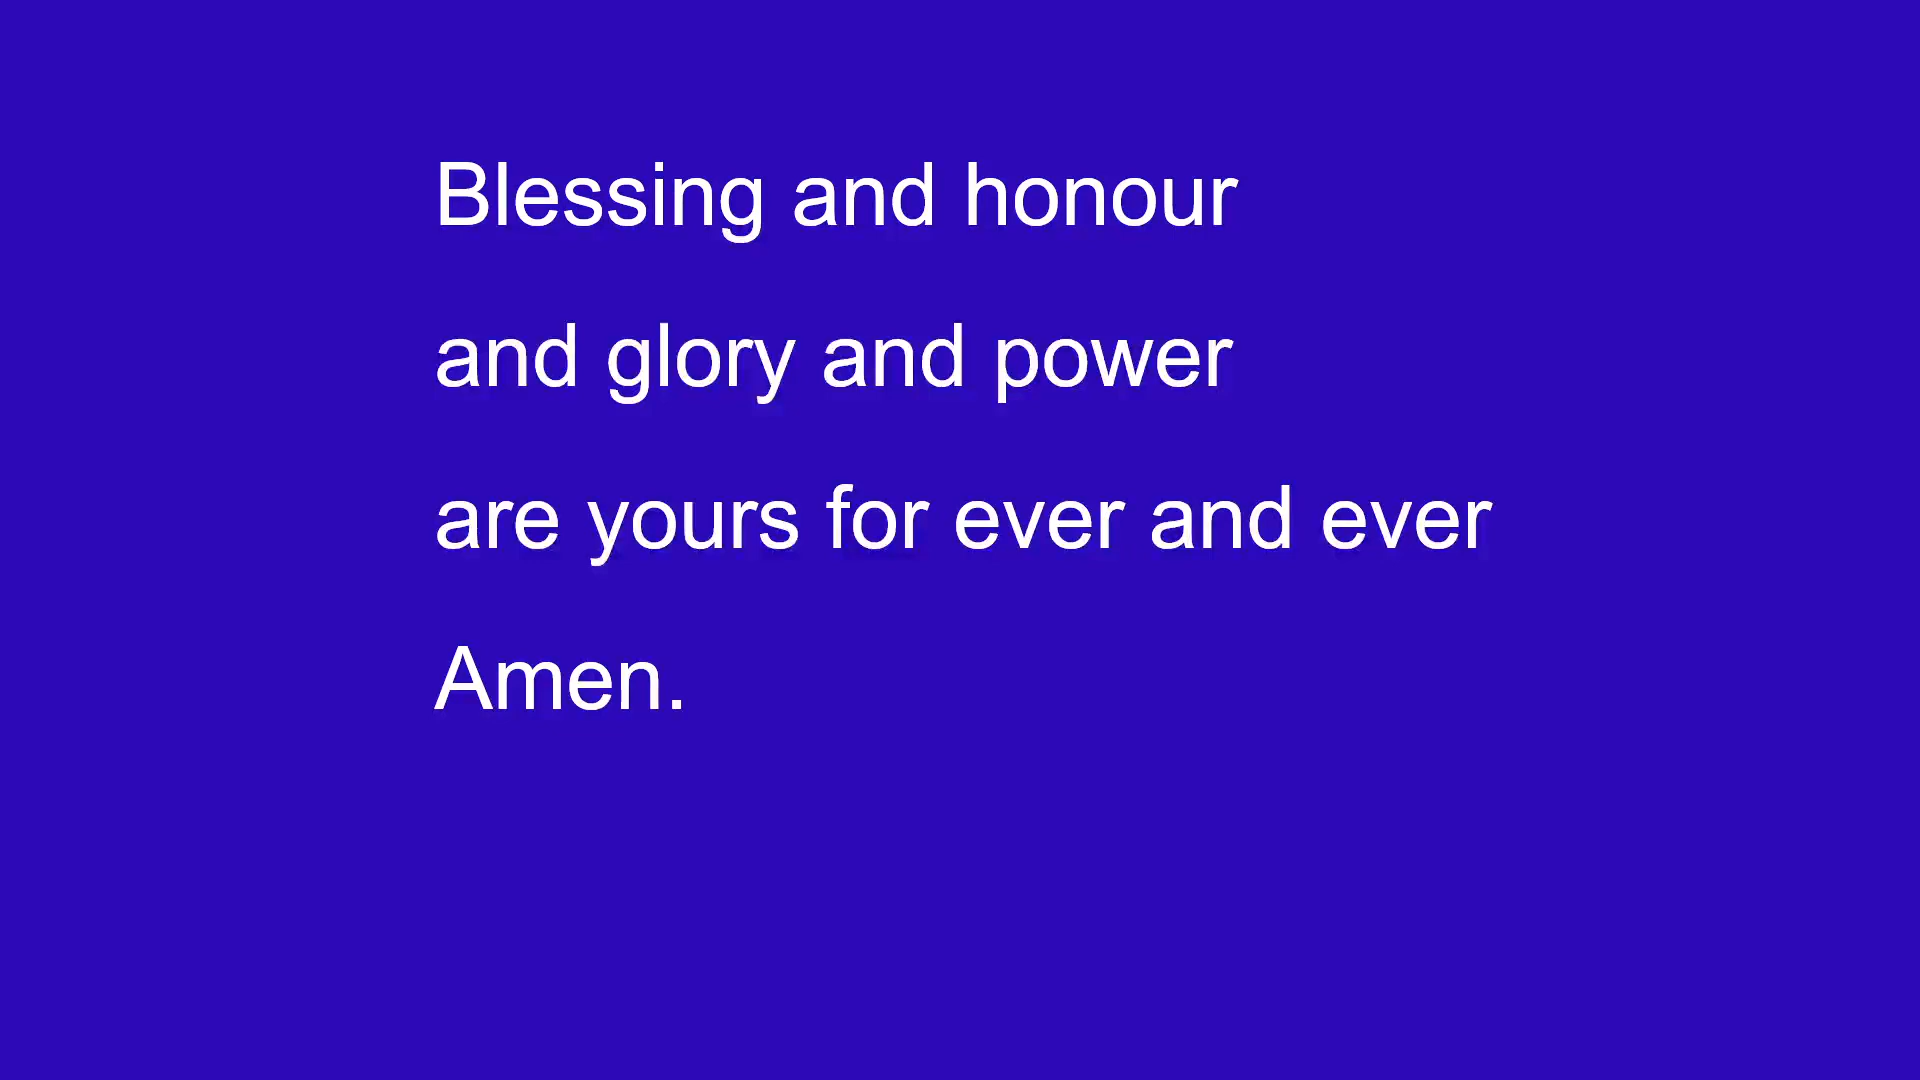 Blessing and honour
and glory and power
are yours for ever and ever
Amen.